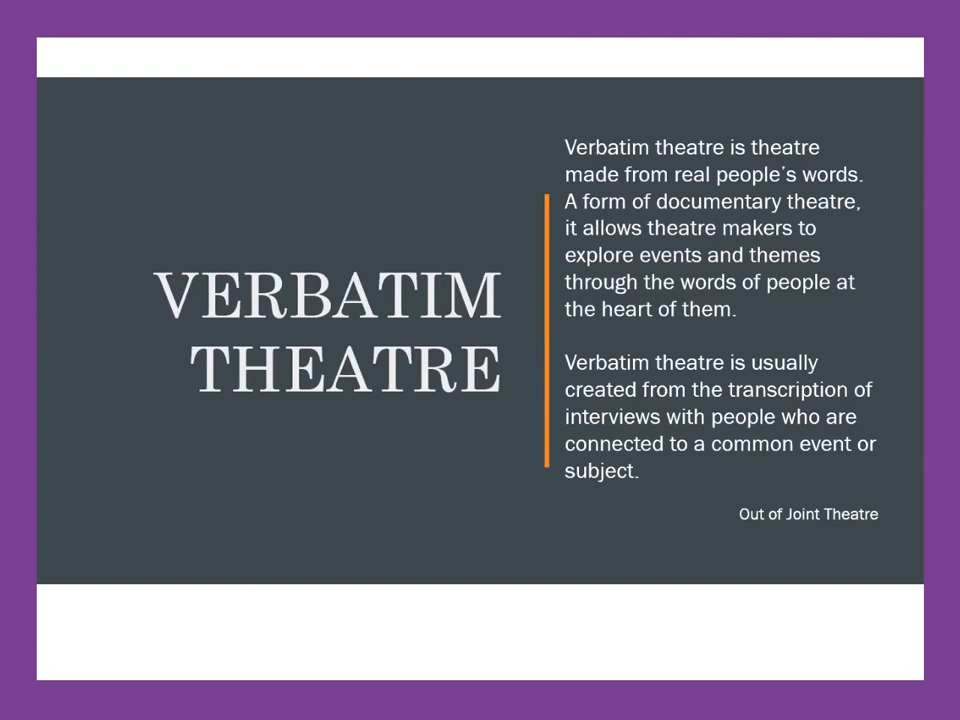 VERBATIM
THEATRE
Verbatim theatre is theatre
made from real people’s words.
A form of documentary theatre,
it allows theatre makers to
explore events and themes
through the words of people at
the heart of them.
Verbatim theatre is usually
created from the transcription of
interviews with people who are
connected to a common event or
subject.
Out of Joint Theatre